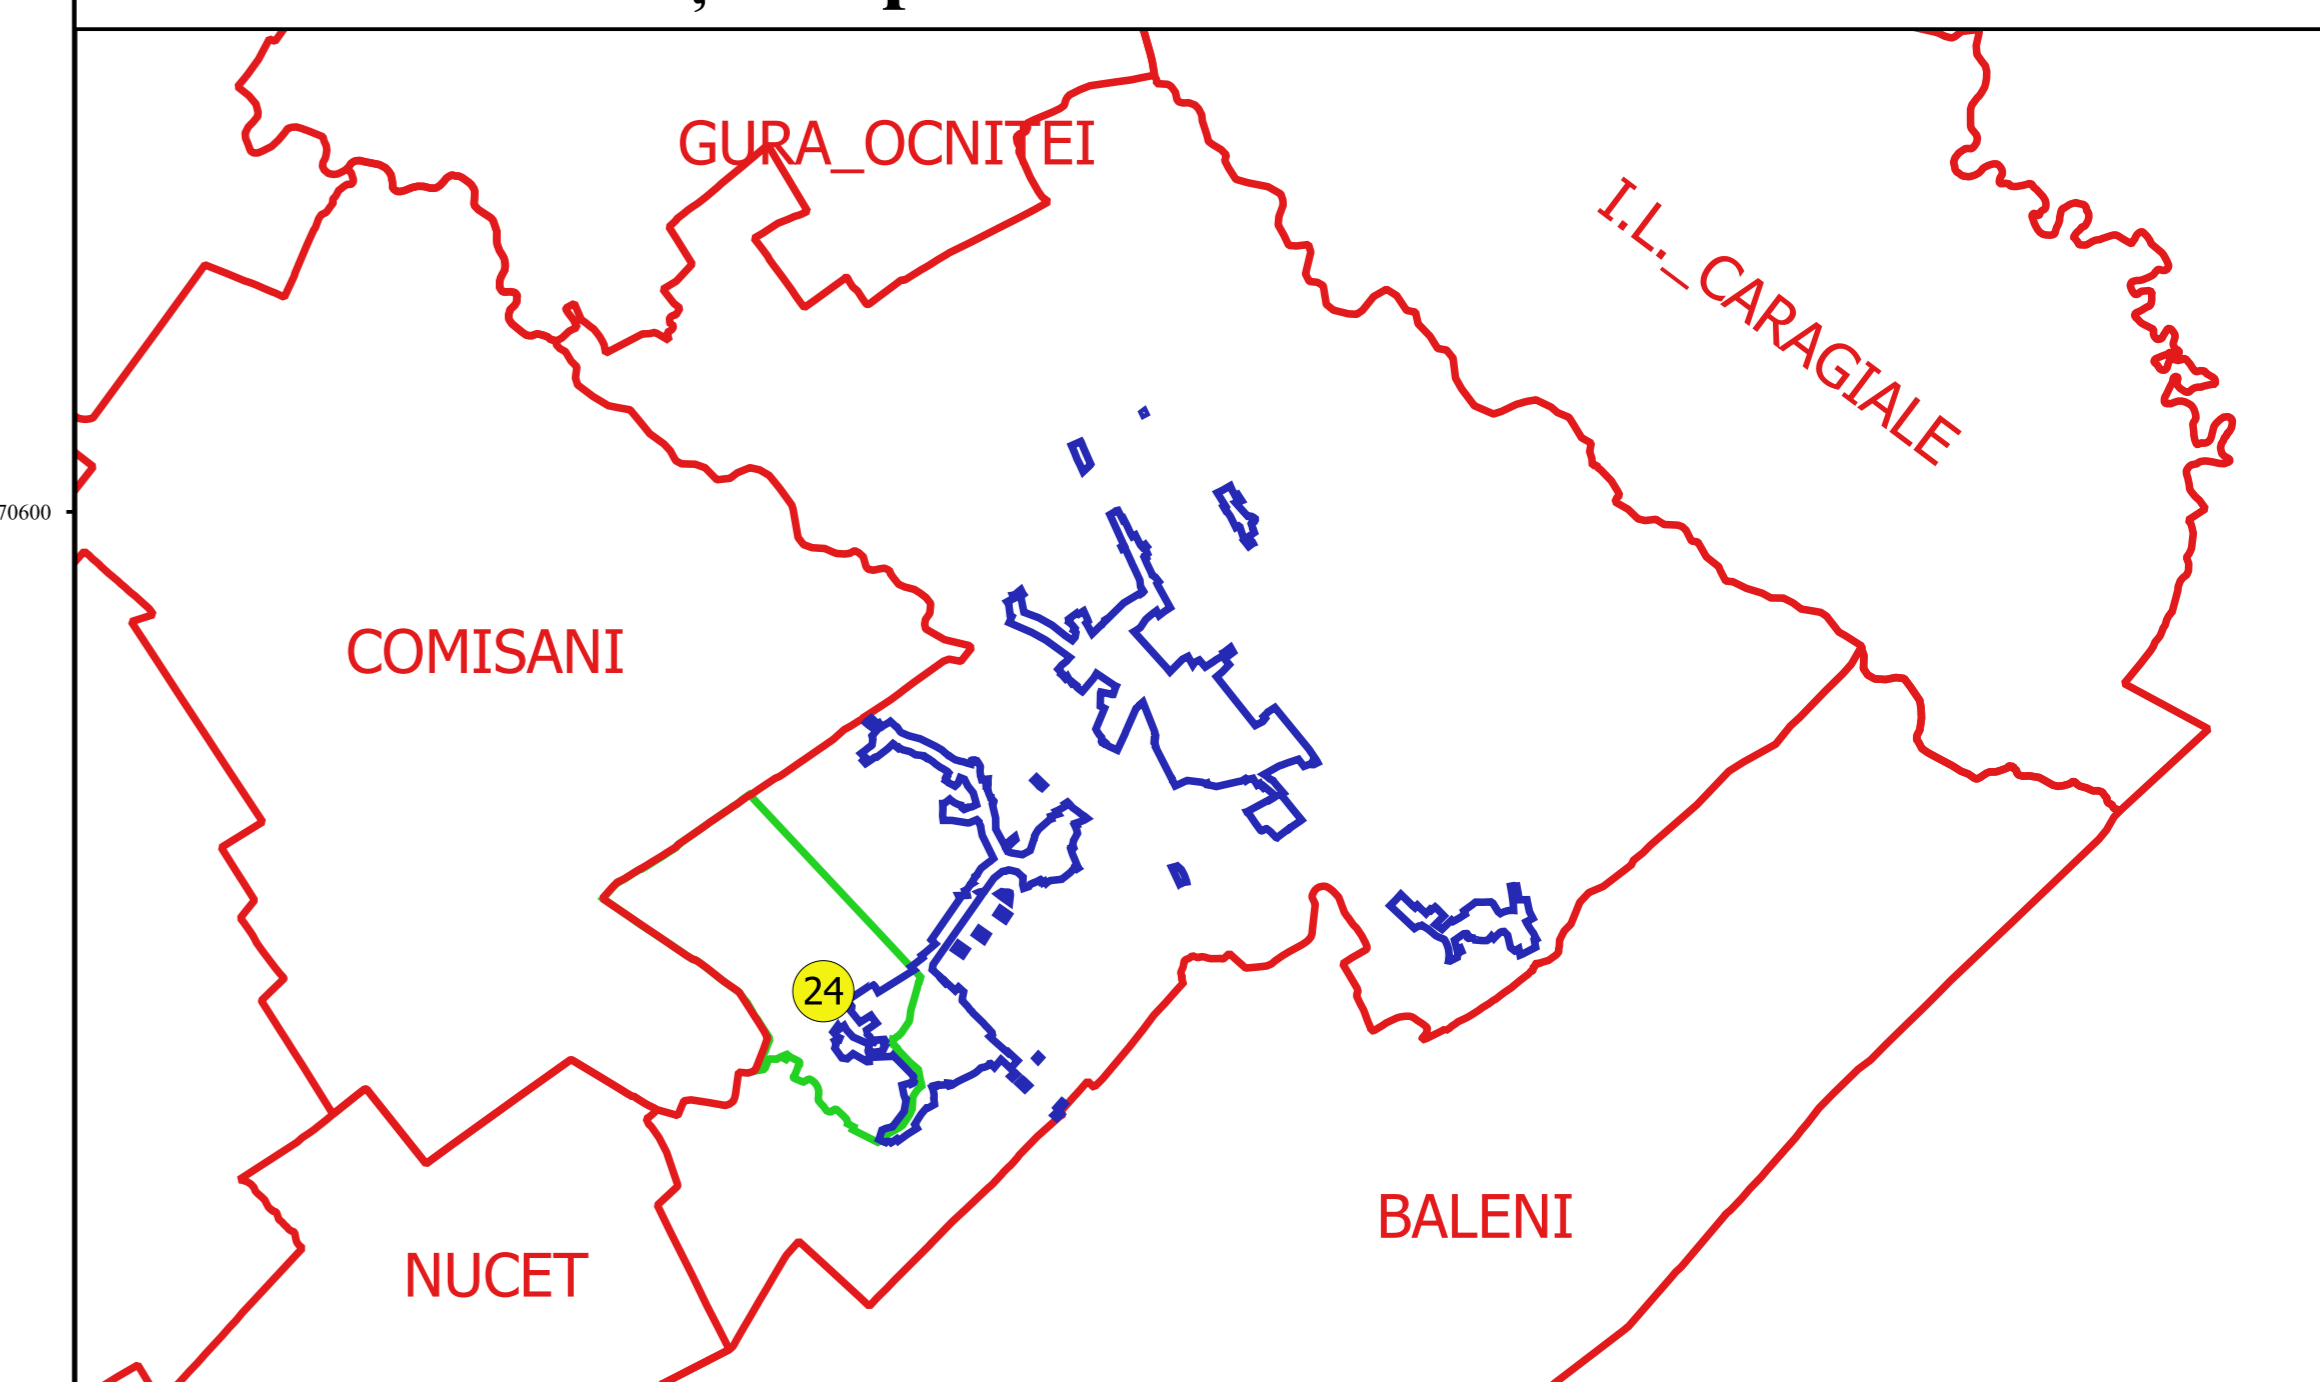 GURA_OCNITEI
I.L._CARAGIALE
70600
COMISANI
24
BALENI
NUCET